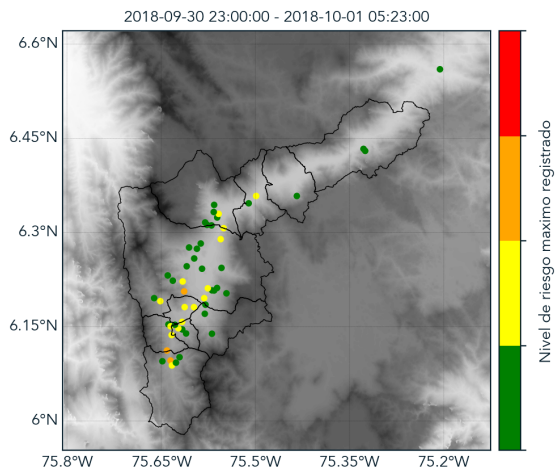 2018-09-30 23:00:00 - 2018-10-01 05:23:00
6.6°N
6.45°N
6.3°N
6.15°N
6°N
75.8°W
75.65°W
75.5°W
75.35°W
75.2°W
Nivel de riesgo maximo registrado